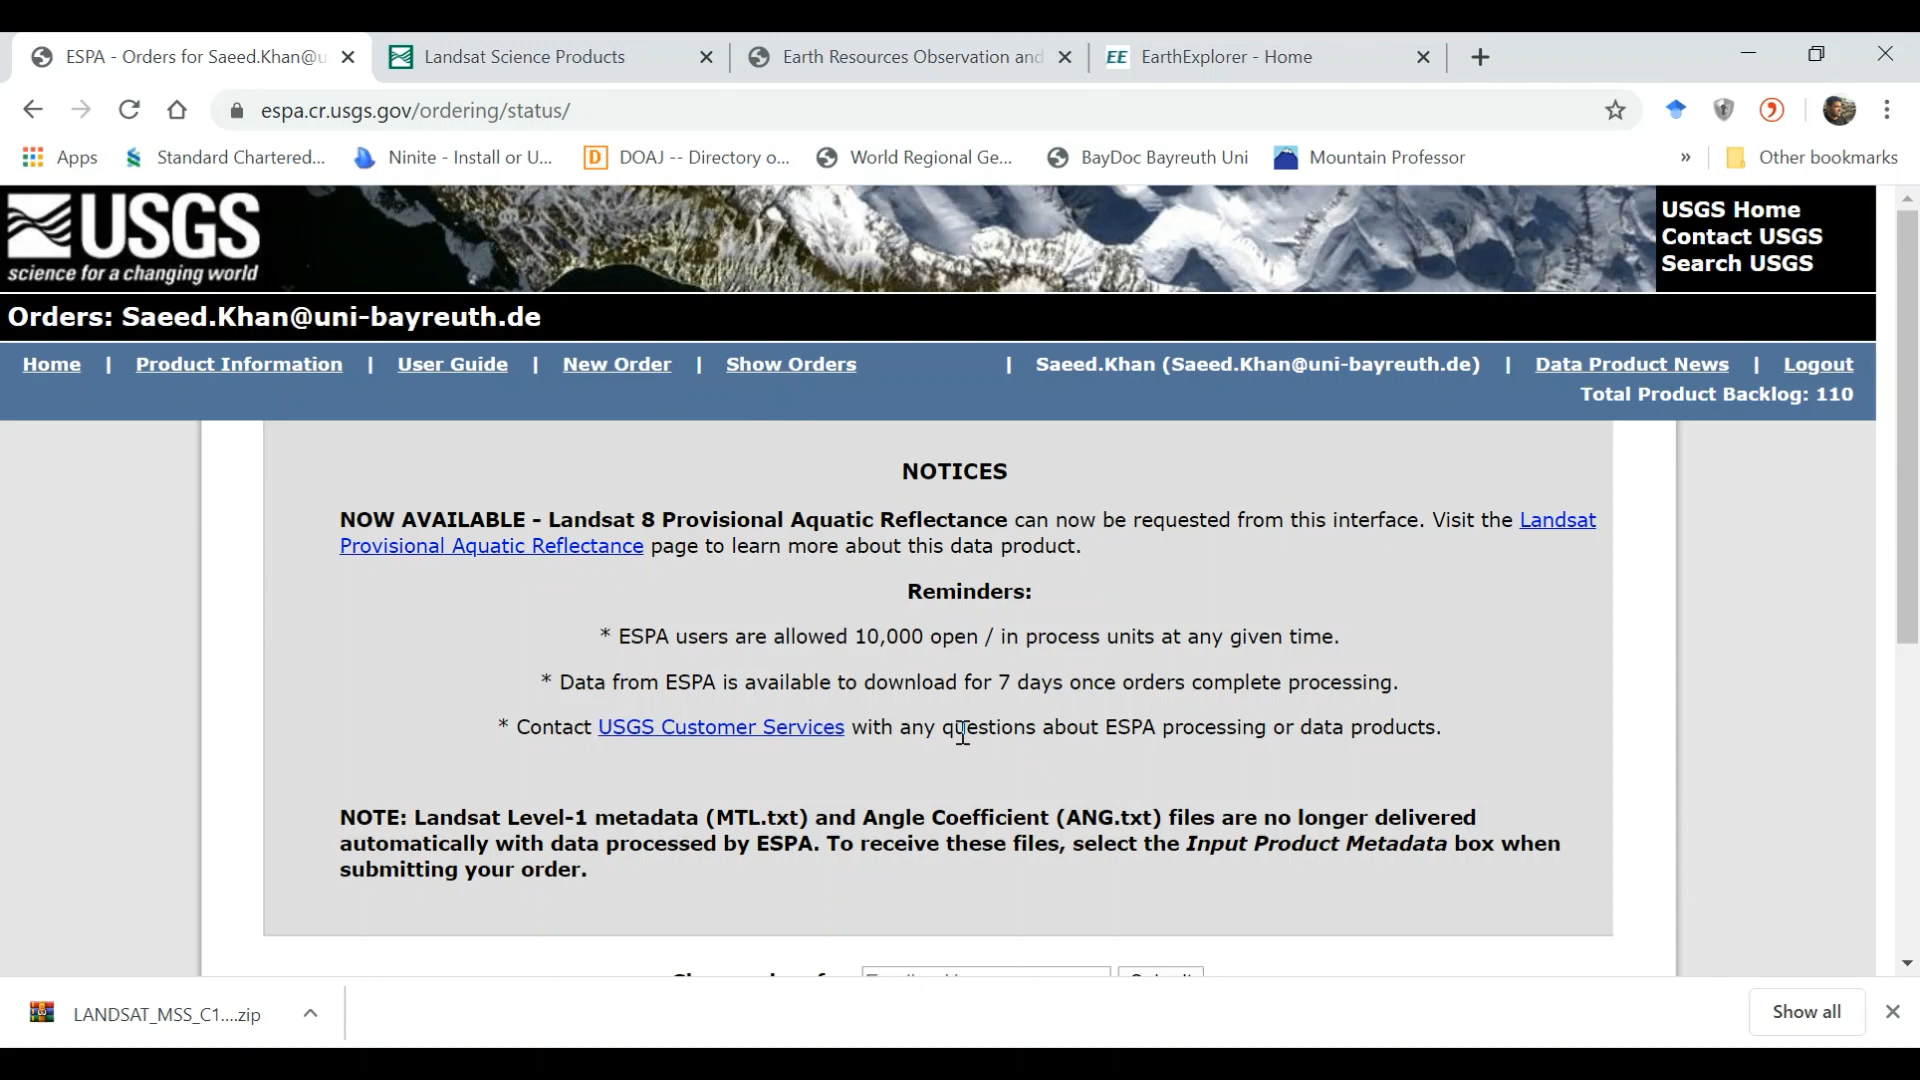 ESPA - Orders for Saeed.Khan@u
Landsat Science Products
Earth Resources Observation and
EE EarthExplorer - Home
espa.cr.usgs.gov/ordering/status/
Apps
Standard Chartered...
Ninite - Install or U...
D DOAJ -- Directory o...
World Regional Ge...
BayDoc Bayreuth Uni
Mountain Professor
»
Other bookmarks
USGS
science for a changing world
USGS Home
Contact USGS
Search USGS
Orders: Saeed.Khan@uni-bayreuth.de
Home | Product Information | User Guide | New Order | Show Orders | Saeed.Khan (Saeed.Khan@uni-bayreuth.de) | Data Product News | Logout
Total Product Backlog: 110
NOTICES
NOW AVAILABLE - Landsat 8 Provisional Aquatic Reflectance can now be requested from this interface. Visit the Landsat
Provisional Aquatic Reflectance page to learn more about this data product.
Reminders:
* ESPA users are allowed 10,000 open / in process units at any given time.
* Data from ESPA is available to download for 7 days once orders complete processing.
* Contact USGS Customer Services with any questions about ESPA processing or data products.
NOTE: Landsat Level-1 metadata (MTL.txt) and Angle Coefficient (ANG.txt) files are no longer delivered
automatically with data processed by ESPA. To receive these files, select the Input Product Metadata box when
submitting your order.
LANDSAT_MSS_C1....zip
Show all